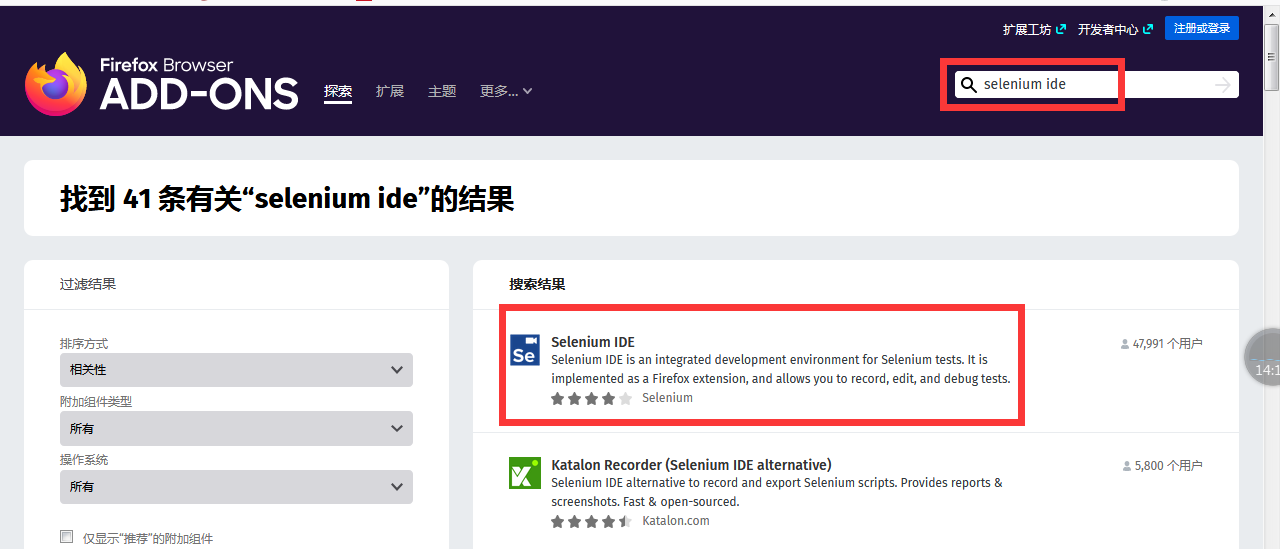 扩展工坊 开发者中心 注册或登录
Firefox Browser
ADD-ONS 探索 扩展 主题 更多...
selenium ide
找到 41 条有关“selenium ide”的结果
过滤结果
排序方式
相关性
附加组件类型
所有
操作系统
所有
仅显示“推荐”的附加组件
搜索结果
Se
Selenium IDE
47,991 个用户
Selenium IDE is an integrated development environment for Selenium tests. It is
implemented as a Firefox extension, and allows you to record, edit, and debug tests.
Selenium
Katalon Recorder (Selenium IDE alternative)
5,800 个用户
Selenium IDE alternative to record and export Selenium scripts. Provides reports &
screenshots. Fast & open-sourced.
Katalon.com